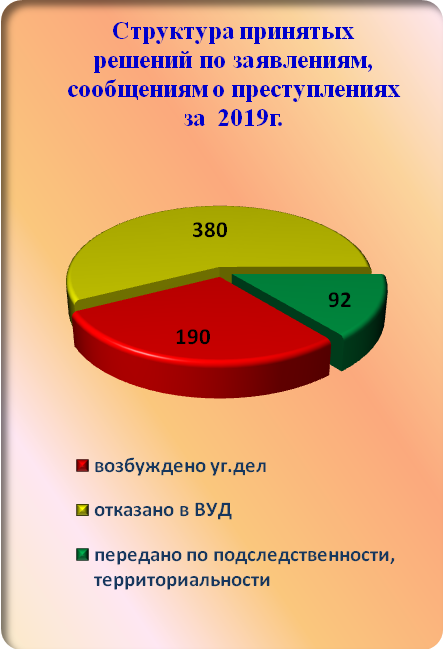 Структура принятых
решений по заявлениям,
сообщениям о преступлениях
за 2019г.
380
92
190
возбуждено уг.дел
отказано в ВУД
передано по подследственности,
территориальности